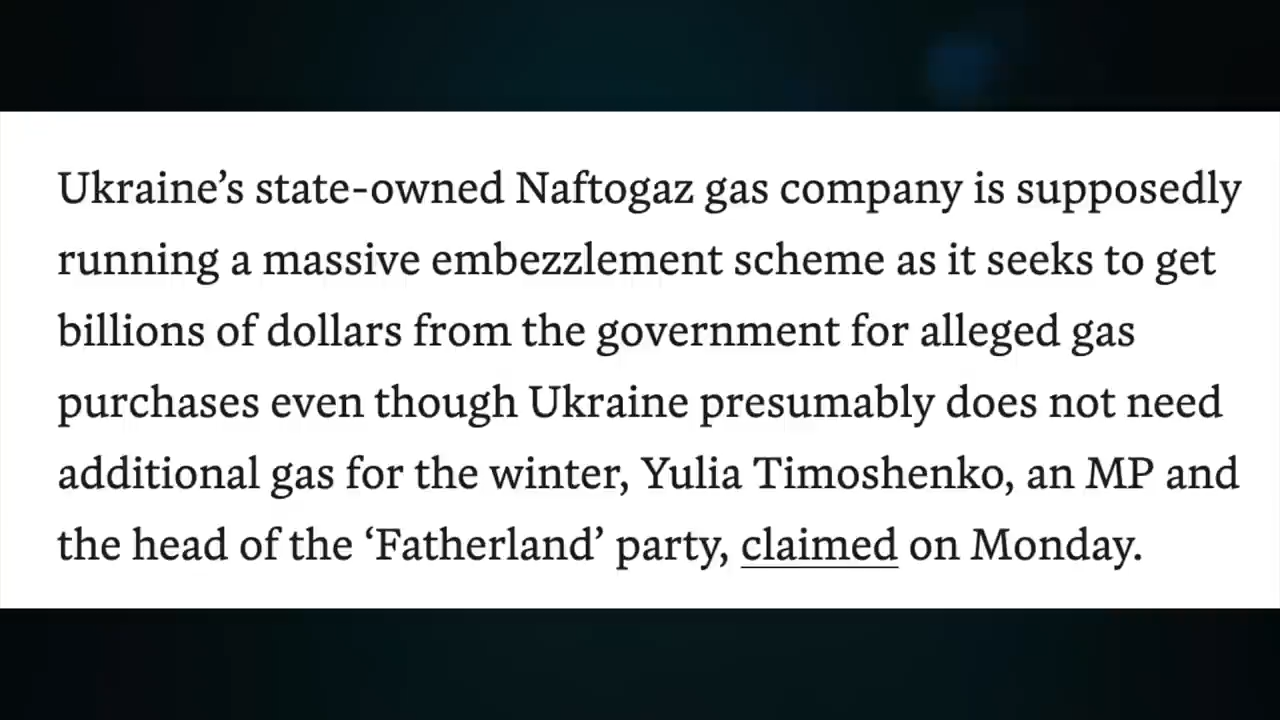 Ukraine’s state-owned Naftogaz gas company is supposedly
running a massive embezzlement scheme as it seeks to get
billions of dollars from the government for alleged gas
purchases even though Ukraine presumably does not need
additional gas for the winter, Yulia Timoshenko, an MP and
the head of the ‘Fatherland’ party, claimed on Monday.